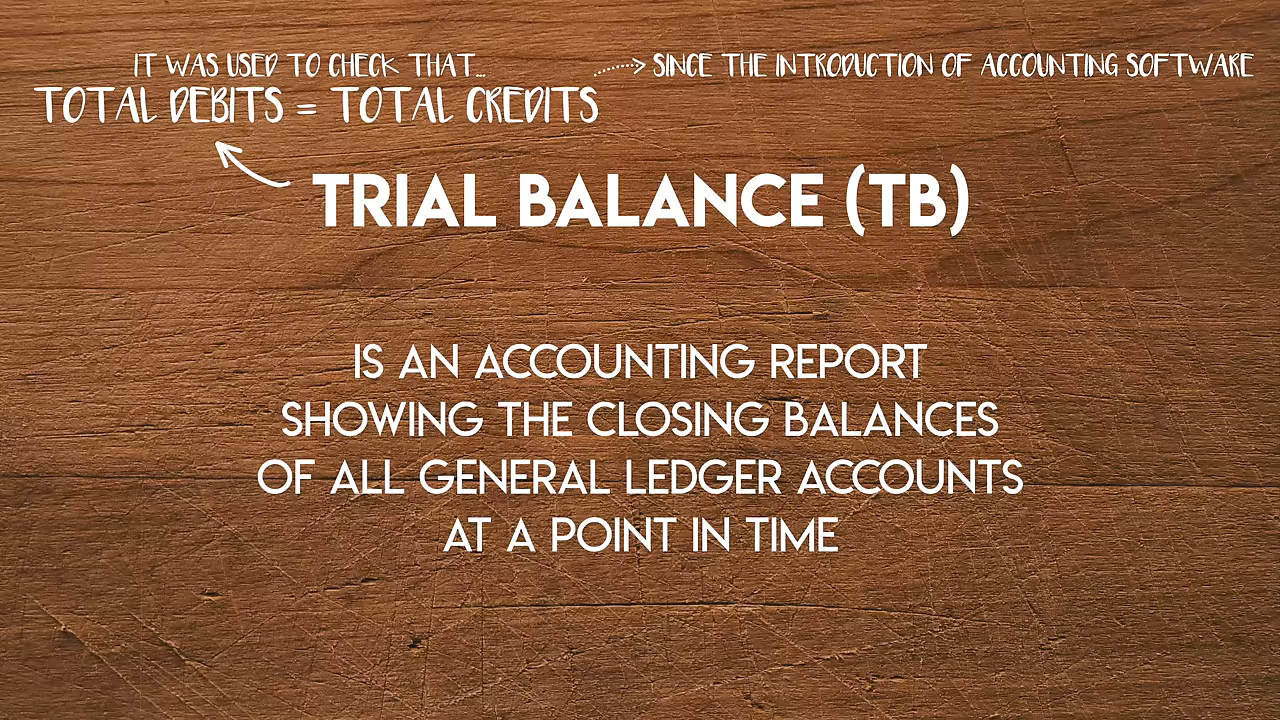 IT WAS USED TO CHECK THAT...
TOTAL DEBITS = TOTAL CREDITS
SINCE THE INTRODUCTION OF ACCOUNTING SOFTWARE
TRIAL BALANCE (TB)
IS AN ACCOUNTING REPORT
SHOWING THE CLOSING BALANCES
OF ALL GENERAL LEDGER ACCOUNTS
AT A POINT IN TIME